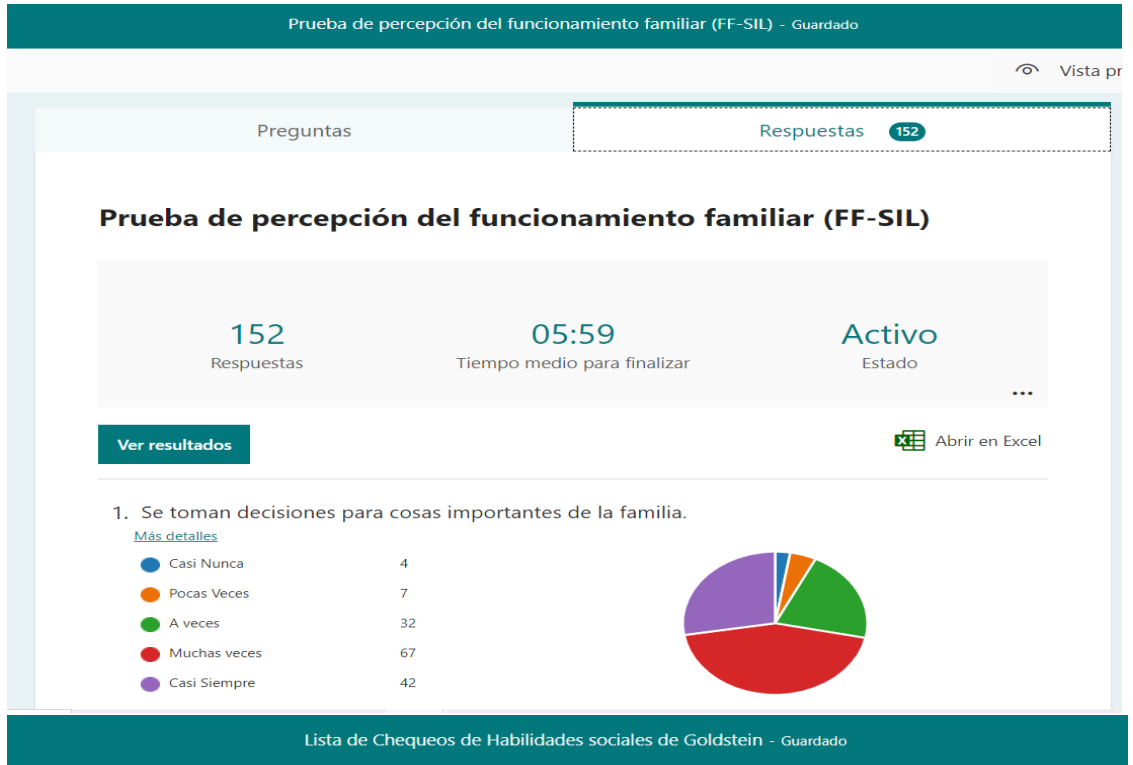 Prueba de percepción del funcionamiento familiar (FF-SIL) - Guardado
Vista pr
Preguntas
Respuestas 152
Prueba de percepción del funcionamiento familiar (FF-SIL)
152 05:59 Activo
Respuestas Tiempo medio para finalizar Estado
...
Ver resultados
Abrir en Excel
1. Se toman decisiones para cosas importantes de la familia.
Más detalles
Casi Nunca 4
Pocas Veces 7
A veces 32
Muchas veces 67
Casi Siempre 42
Lista de Chequeos de Habilidades sociales de Goldstein - Guardado